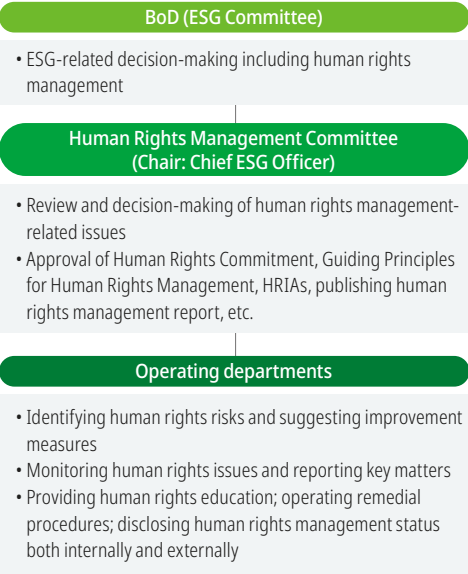 BoD (ESG Committee)
• ESG-related decision-making including human rights
management
Human Rights Management Committee
(Chair: Chief ESG Officer)
• Review and decision-making of human rights management-
related issues
• Approval of Human Rights Commitment, Guiding Principles
for Human Rights Management, HRIAs, publishing human
rights management report, etc.
Operating departments
• Identifying human rights risks and suggesting improvement
measures
• Monitoring human rights issues and reporting key matters
• Providing human rights education; operating remedial
procedures; disclosing human rights management status
both internally and externally